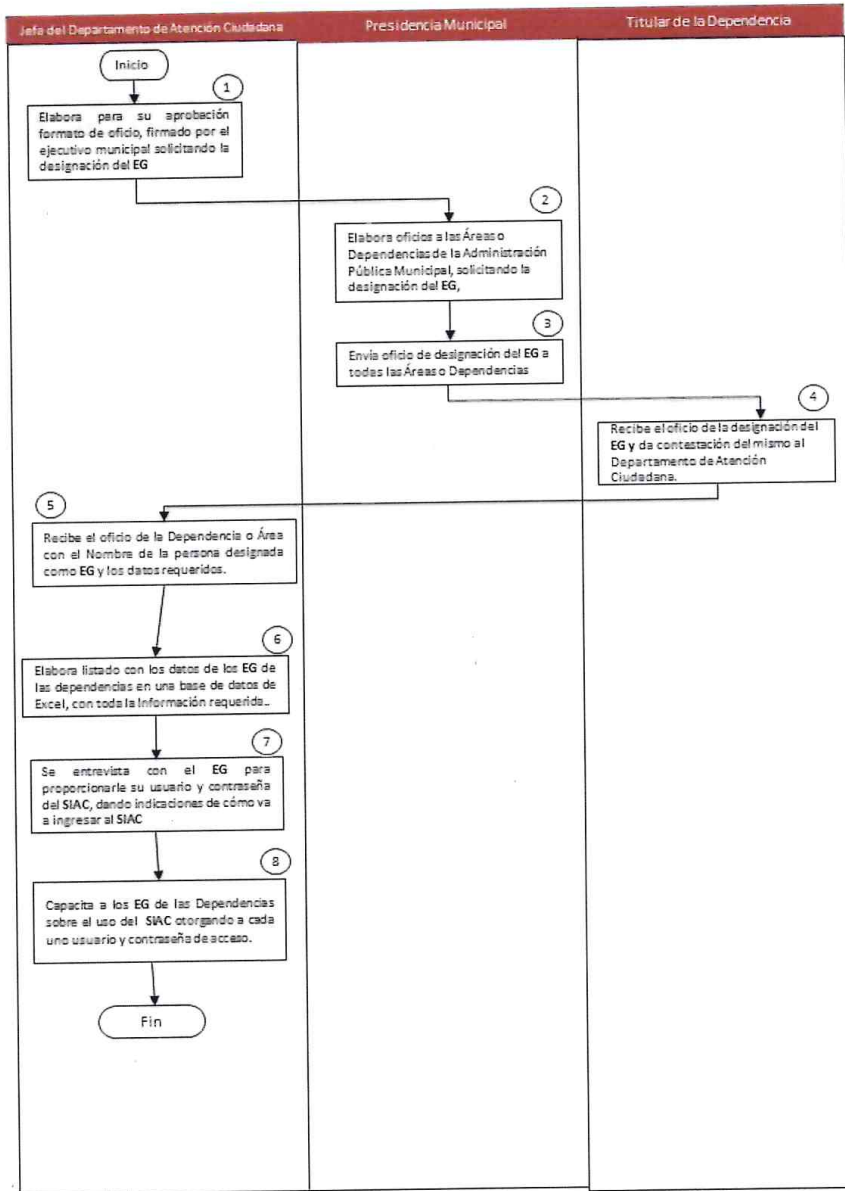 Jefa del Departamento de Atención Ciudadana
Presidencia Municipal
Titular de la Dependencia
Inicio
1
Elabora para su aprobación
formato de oficio, firmado por el
ejecutivo municipal solicitando la
designación del EG
2
Elabora oficios a las Áreas o
Dependencias de la Administración
Pública Municipal, solicitando la
designación del EG,
3
Envía oficio de designación del EG a
todas las Áreas o Dependencias
4
Recibe el oficio de la designación del
EG y da contestación del mismo al
Departamento de Atención
Ciudadana.
5
Recibe el oficio de la Dependencia o Área
con el Nombre de la persona designada
como EG y los datos requeridos.
6
Elabora listado con los datos de los EG de
las dependencias en una base de datos de
Excel, con toda la Información requerida..
7
Se entrevista con el EG para
proporcionarle su usuario y contraseña
del SIAC, dando indicaciones de cómo va
a ingresar al SIAC
8
Capacita a los EG de las Dependencias
sobre el uso del SIAC otorgando a cada
uno usuario y contraseña de acceso.
Fin